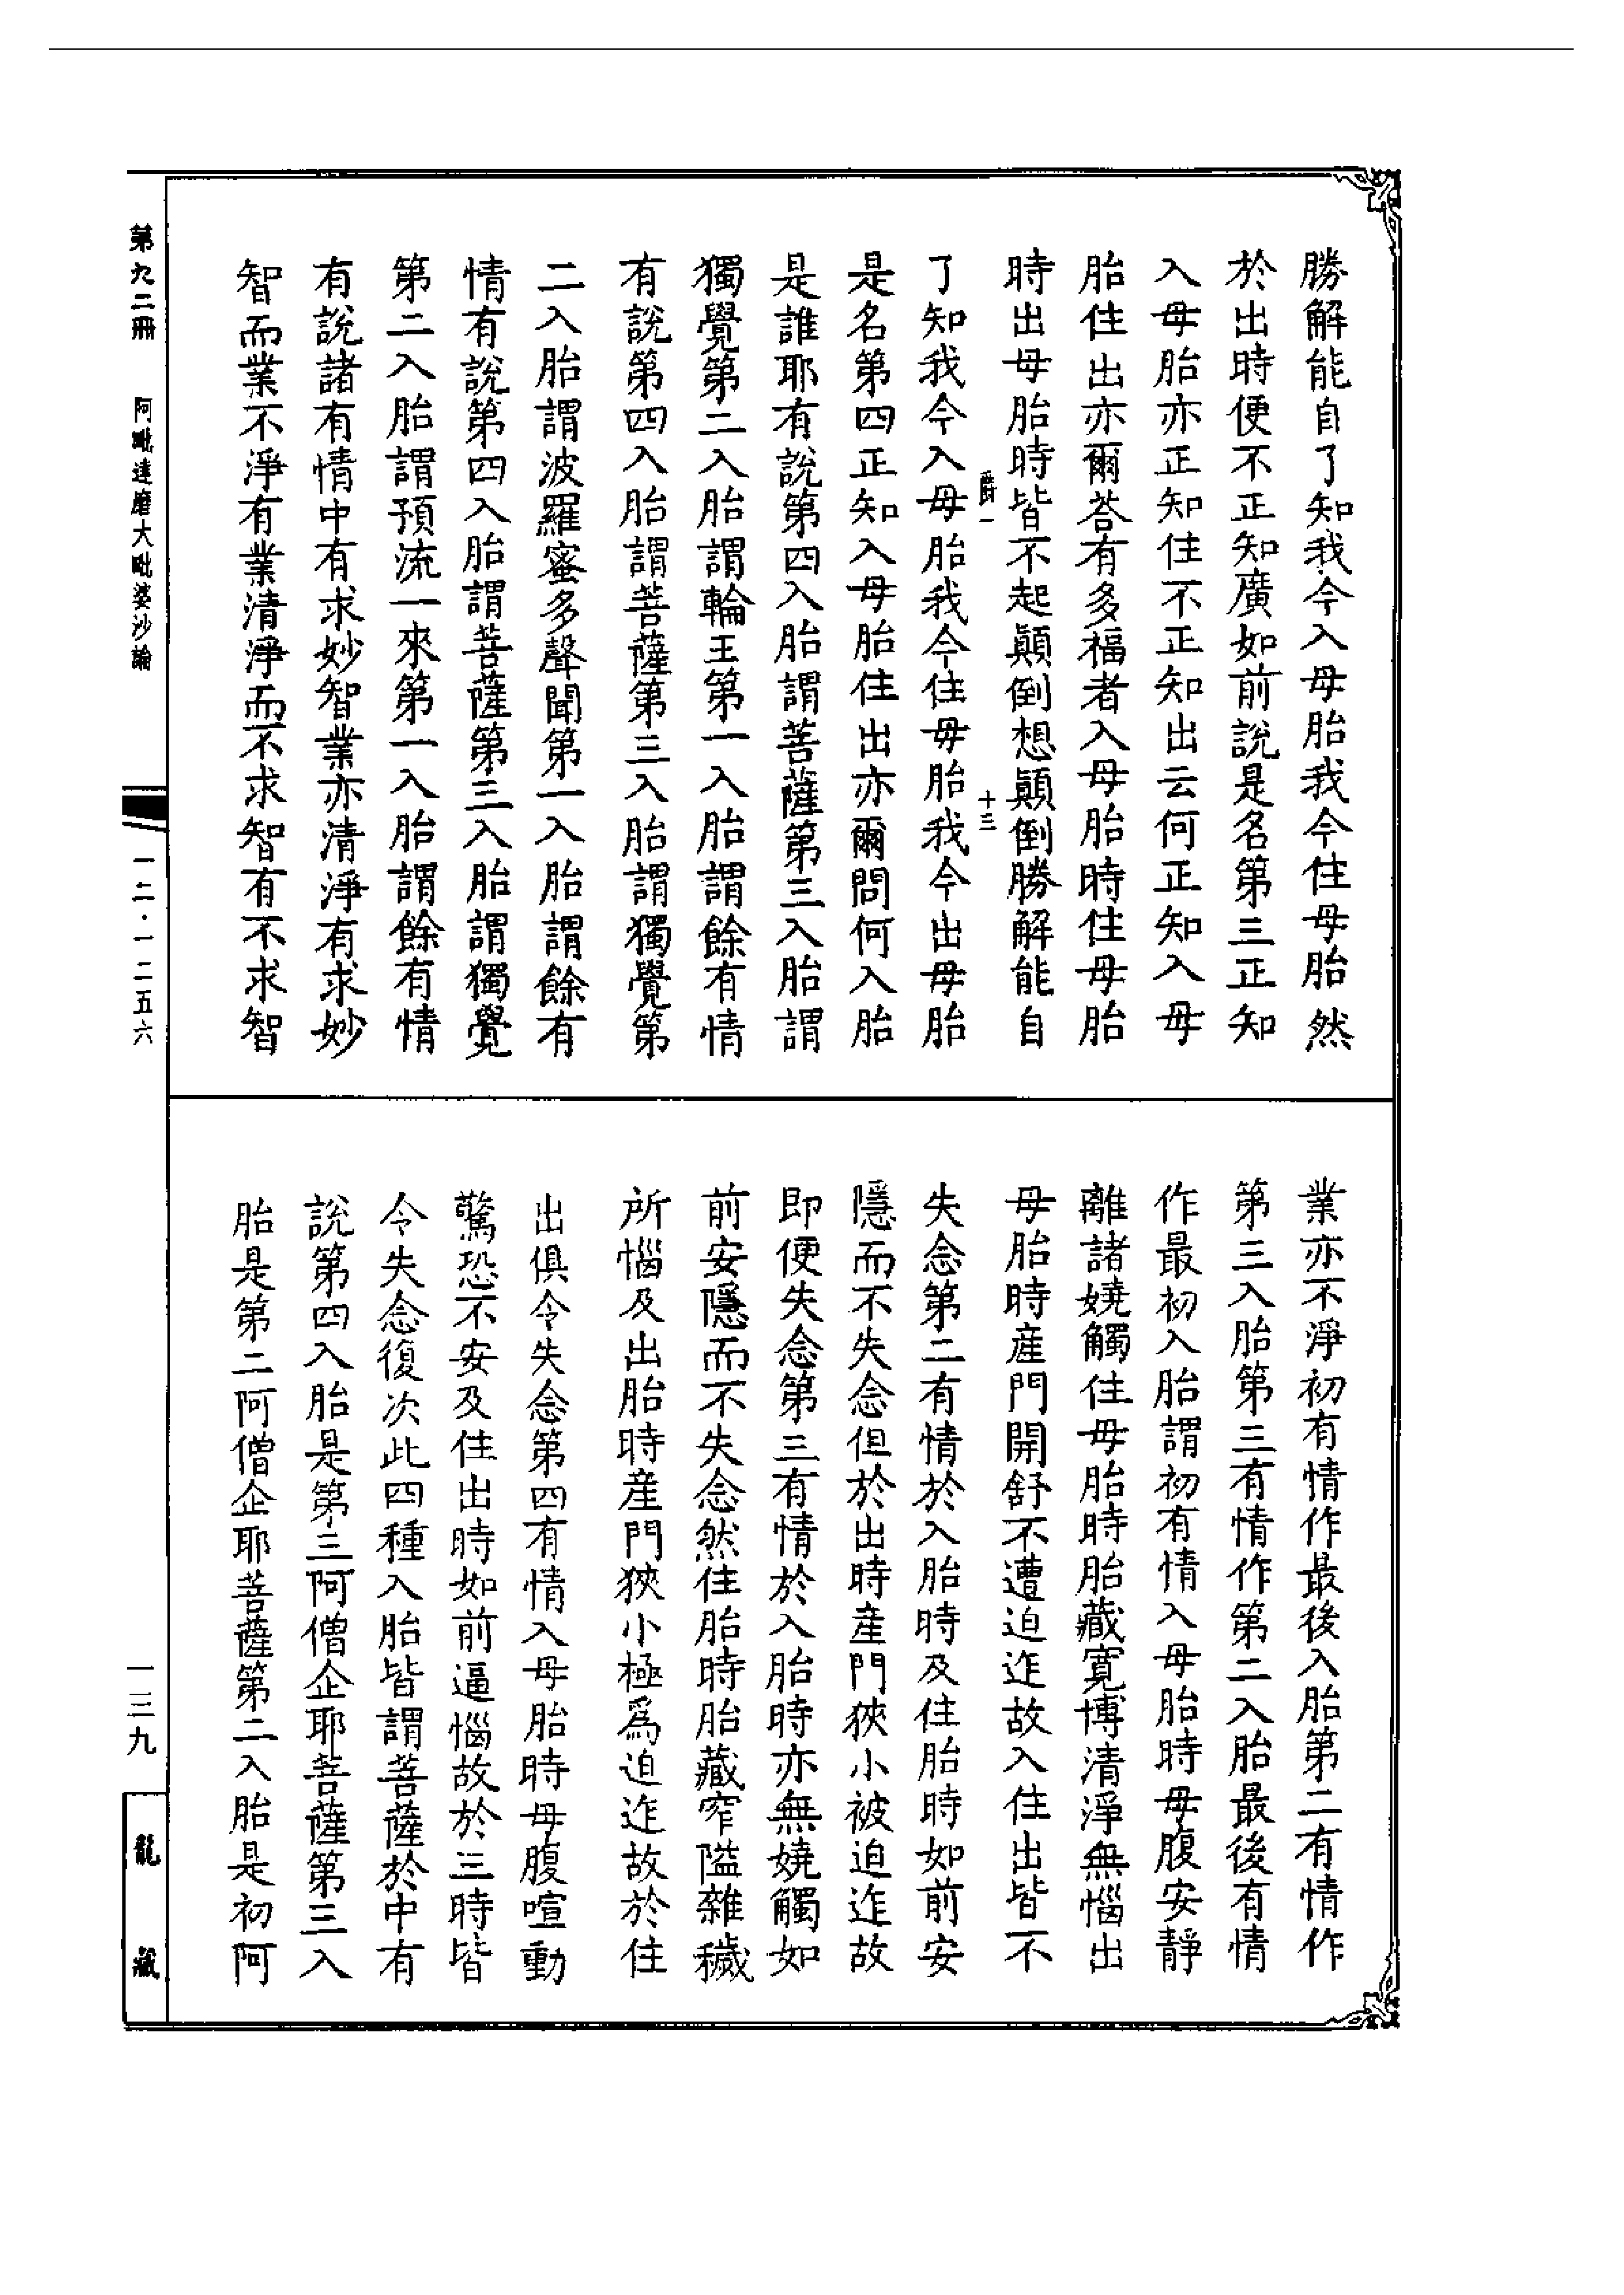 勝解能自了知我今入母胎我今住母胎然
於出時便不正知廣如前說是名第三正知
入母胎亦正知住不正知出云何正知入母
胎住出亦爾荅有多福者入母胎時住母胎
時出母胎時皆不起顚倒想顚倒勝解能自
爵一
十三
了知我今入母胎我今住母胎我今出母胎
是名第四正知入母胎住出亦爾問何入胎
是誰耶有說第四入胎謂菩薩第三入胎謂
獨覺第二入胎謂輪王第一入胎謂餘有情
有說第四入胎謂菩薩第三入胎謂獨覺第
二入胎謂波羅蜜多聲聞第一入胎謂餘有
情有說第四入胎謂菩薩第三入胎謂獨覺
第二入胎謂預流一來第一入胎謂餘有情
有說諸有情中有求妙智業亦清淨有求妙
智而業不淨有業清淨而不求智有不求智
業亦不淨初有情作最後入胎第二有情作
第三入胎第三有情作第二入胎最後有情
作最初入胎謂初有情入母胎時母腹安靜
離諸嬈觸住母胎時胎藏寛博清淨無惱出
母胎時産門開舒不遭迫迮故入住出皆不
失念第二有情於入胎時及住胎時如前安
隱而不失念但於出時産門狹小被迫迮故
即便失念第三有情於入胎時亦無嬈觸如
前安隱而不失念然住胎時胎藏窄隘雜穢
所惱及出胎時産門狹小極爲迫迮故於住
出俱令失念第四有情入母胎時母腹喧動
驚恐不安及住出時如前逼惱故於三時皆
令失念復次此四種入胎皆謂菩薩於中有
說第四入胎是第三阿僧企耶菩薩第三入
胎是第二阿僧企耶菩薩第二入胎是初阿
第九二冊
阿毗達磨大毗婆沙論
一二·一二五六
一三九
龍藏